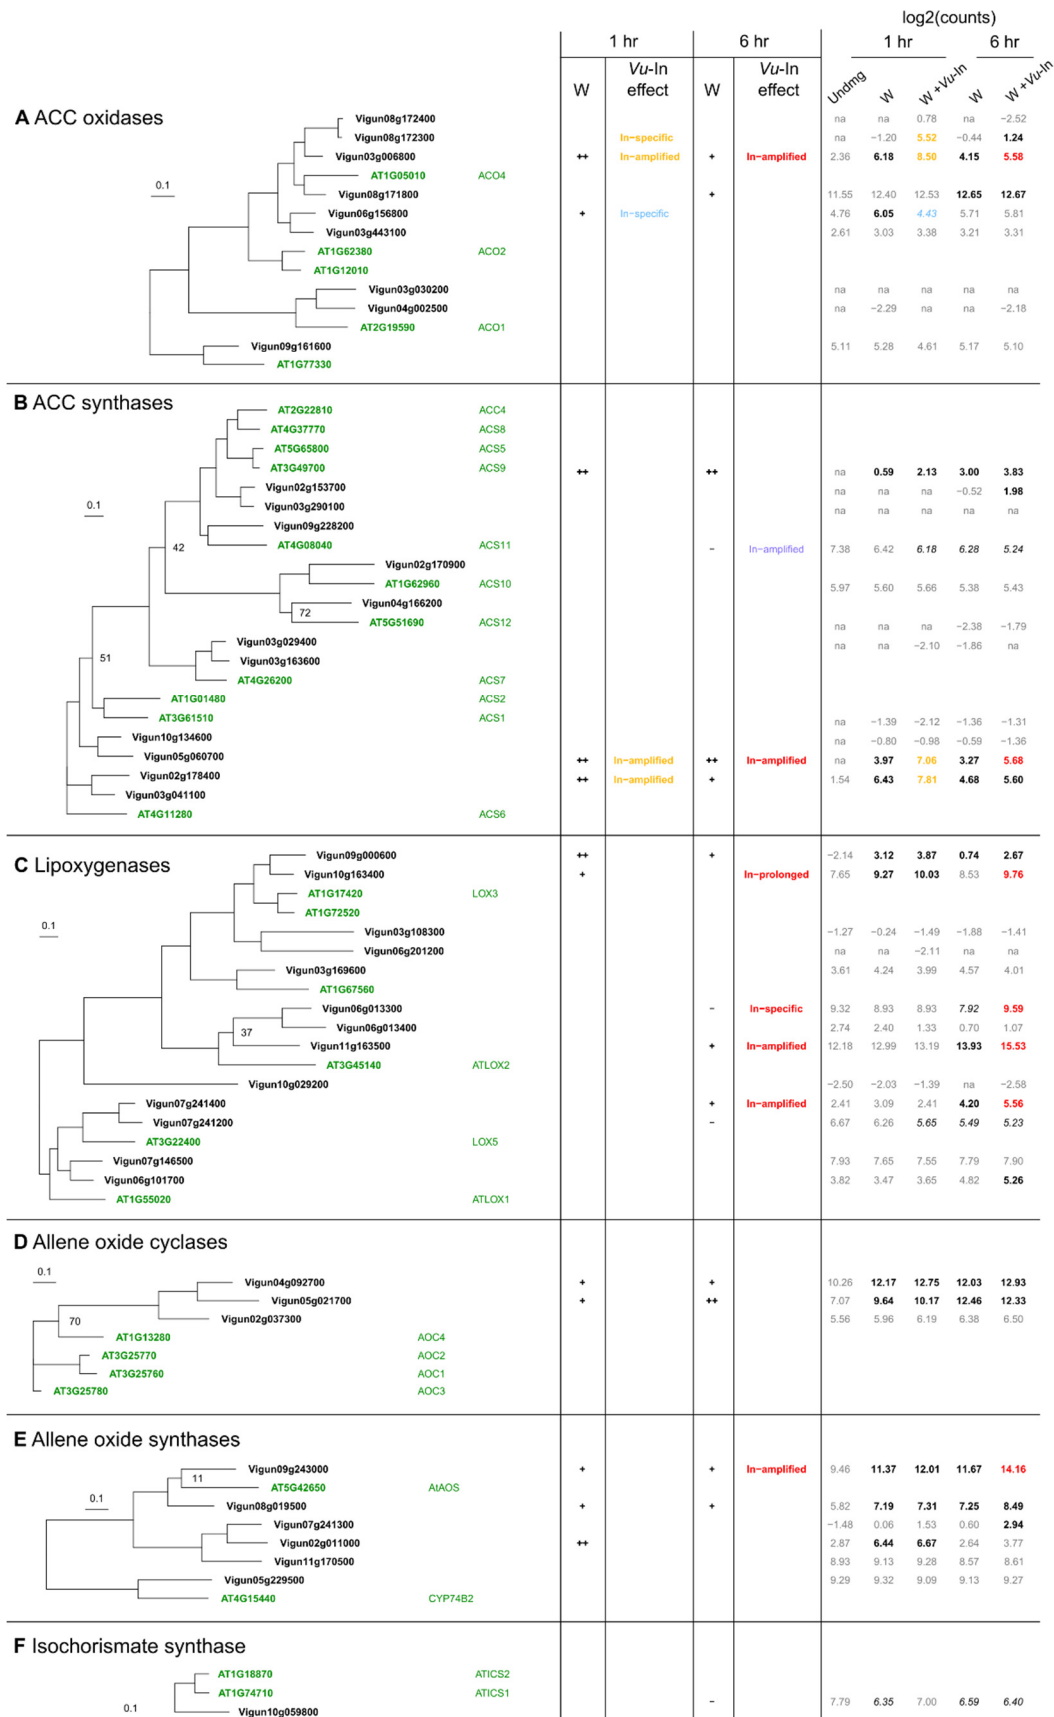 log2(counts)
1 hr 6 hr 1 hr 6 hr
W Vu-In effect W Vu-In effect Undmg W W +Vu-In W W +Vu-In
A ACC oxidases
Vigun08g172400 na na 0.78 na −2.52
Vigun08g172300 In−specific na −1.20 5.52 −0.44 1.24
Vigun03g006800 ++ In−amplified + In−amplified 2.36 6.18 8.50 4.15 5.58
0.1 AT1G05010 ACO4
Vigun08g171800 + 11.55 12.40 12.53 12.65 12.67
Vigun06g156800 + In−specific 4.76 6.05 4.43 5.71 5.81
Vigun03g443100 2.61 3.03 3.38 3.21 3.31
AT1G62380 ACO2
AT1G12010
Vigun03g030200 na na na na na
Vigun04g002500 na −2.29 na na −2.18
AT2G19590 ACO1
Vigun09g161600 5.11 5.28 4.61 5.17 5.10
AT1G77330
B ACC synthases
AT2G22810 ACC4
AT4G37770 ACS8
AT5G65800 ACS5
AT3G49700 ACS9 ++ ++ na 0.59 2.13 3.00 3.83
Vigun02g153700 na na na −0.52 1.98
0.1 Vigun03g290100 na na na na na
Vigun09g228200
42 AT4G08040 ACS11 − In−amplified 7.38 6.42 6.18 6.28 5.24
Vigun02g170900
AT1G62960 ACS10 5.97 5.60 5.66 5.38 5.43
Vigun04g166200
72 AT5G51690 ACS12 na na na −2.38 −1.79
Vigun03g029400 na na −2.10 −1.86 na
51 Vigun03g163600
AT4G26200 ACS7
AT1G01480 ACS2
AT3G61510 ACS1 na −1.39 −2.12 −1.36 −1.31
Vigun10g134600 na −0.80 −0.98 −0.59 −1.36
Vigun05g060700 ++ In−amplified ++ In−amplified na 3.97 7.06 3.27 5.68
Vigun02g178400 ++ In−amplified + 1.54 6.43 7.81 4.68 5.60
Vigun03g041100
AT4G11280 ACS6
C Lipoxygenases
Vigun09g000600 ++ + −2.14 3.12 3.87 0.74 2.67
Vigun10g163400 + In−prolonged 7.65 9.27 10.03 8.53 9.76
AT1G17420 LOX3
AT1G72520
0.1 Vigun03g108300 −1.27 −0.24 −1.49 −1.88 −1.41
Vigun06g201200 na na −2.11 na na
Vigun03g169600 3.61 4.24 3.99 4.57 4.01
AT1G67560
Vigun06g013300 − In−specific 9.32 8.93 8.93 7.92 9.59
37 Vigun06g013400 2.74 2.40 1.33 0.70 1.07
Vigun11g163500 + In−amplified 12.18 12.99 13.19 13.93 15.53
AT3G45140 ATLOX2
Vigun10g029200 −2.50 −2.03 −1.39 na −2.58
Vigun07g241400 + In−amplified 2.41 3.09 2.41 4.20 5.56
Vigun07g241200 − 6.67 6.26 5.65 5.49 5.23
AT3G22400 LOX5
Vigun07g146500 7.93 7.65 7.55 7.79 7.90
Vigun06g101700 3.82 3.47 3.65 4.82 5.26
AT1G55020 ATLOX1
D Allene oxide cyclases
0.1 Vigun04g092700 + + 10.26 12.17 12.75 12.03 12.93
Vigun05g021700 + ++ 7.07 9.64 10.17 12.46 12.33
70 Vigun02g037300 5.56 5.96 6.19 6.38 6.50
AT1G13280 AOC4
AT3G25770 AOC2
AT3G25760 AOC1
AT3G25780 AOC3
E Allene oxide synthases
Vigun09g243000 + + In−amplified 9.46 11.37 12.01 11.67 14.16
11 AT5G42650 AtAOS
0.1 Vigun08g019500 + + 5.82 7.19 7.31 7.25 8.49
Vigun07g241300 −1.48 0.06 1.53 0.60 2.94
Vigun02g011000 ++ 2.87 6.44 6.67 2.64 3.77
Vigun11g170500 8.93 9.13 9.28 8.57 8.61
Vigun05g229500 9.29 9.32 9.09 9.13 9.27
AT4G15440 CYP74B2
F Isochorismate synthase
AT1G18870 ATICS2
AT1G74710 ATICS1
0.1 Vigun10g059800 − 7.79 6.35 7.00 6.59 6.40